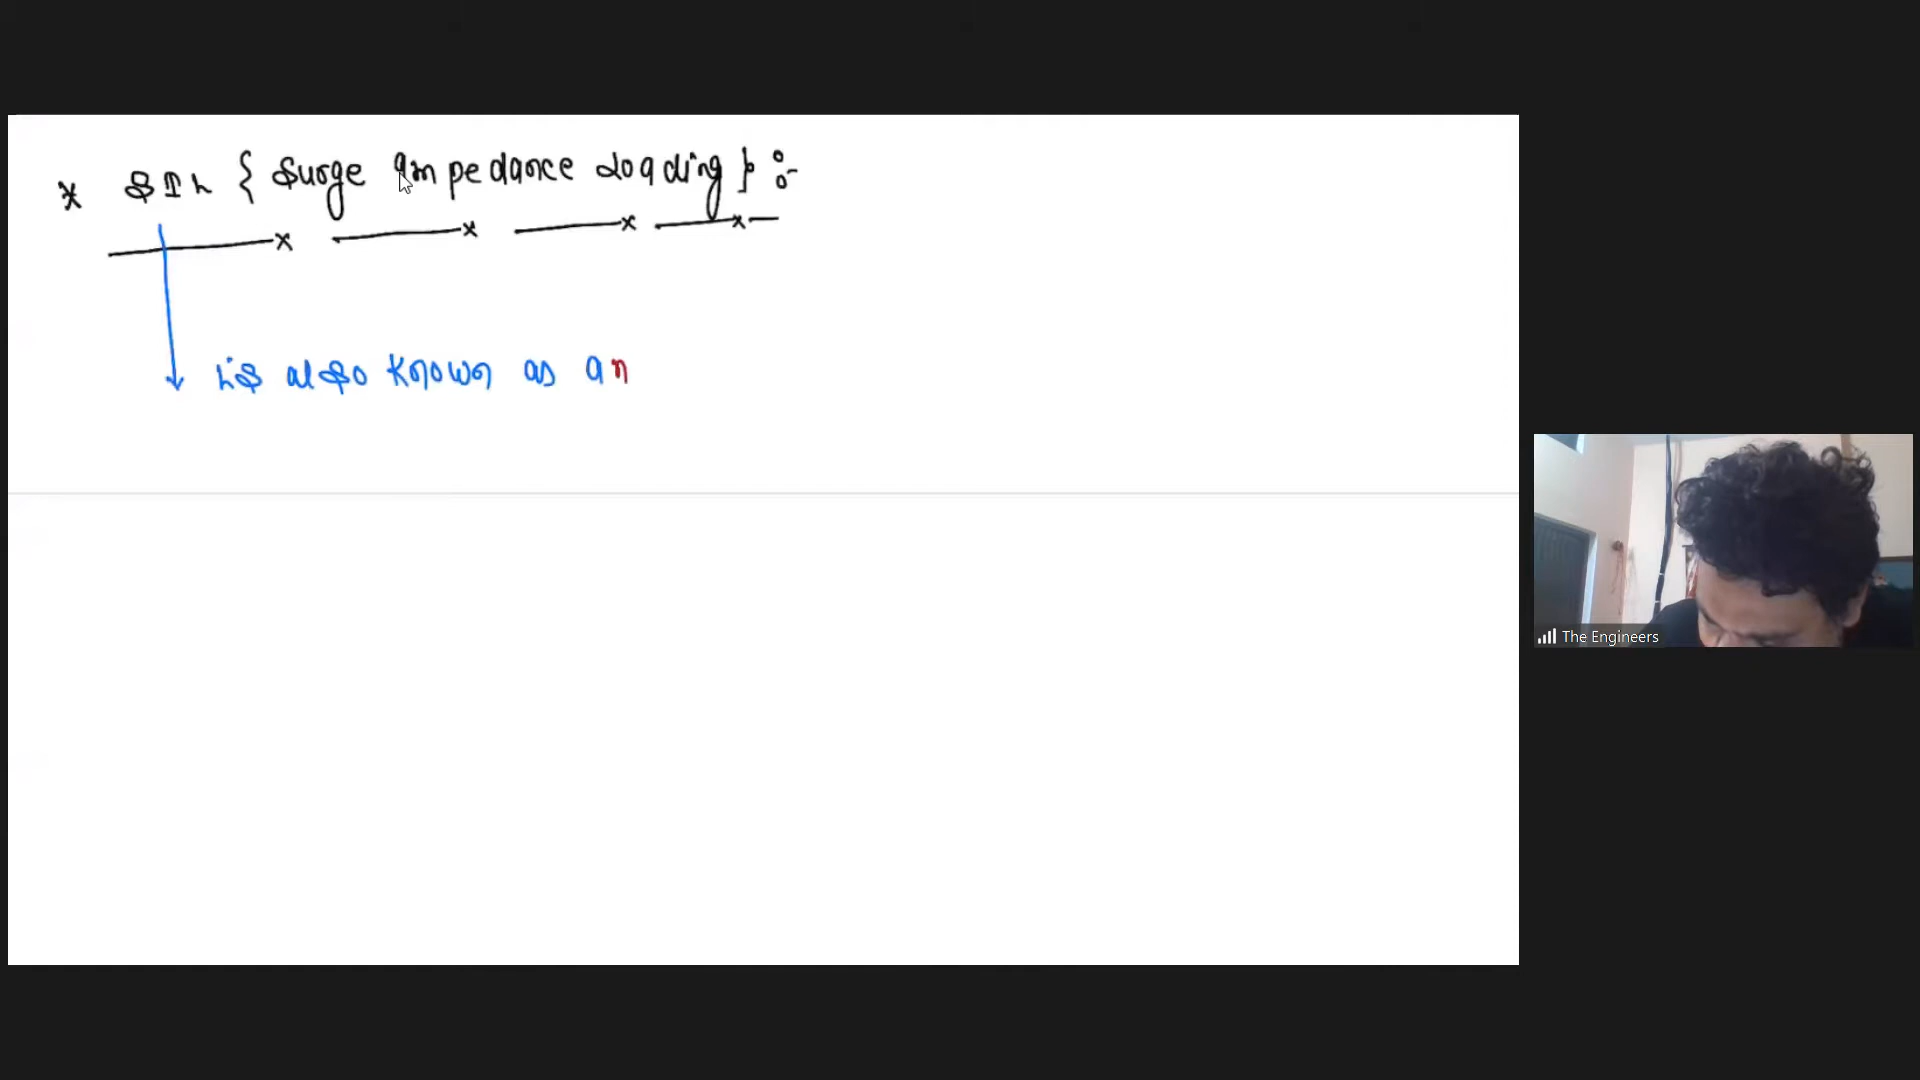 * SIL { Surge Impedance Loading } :-
L is also known as an
The Engineers